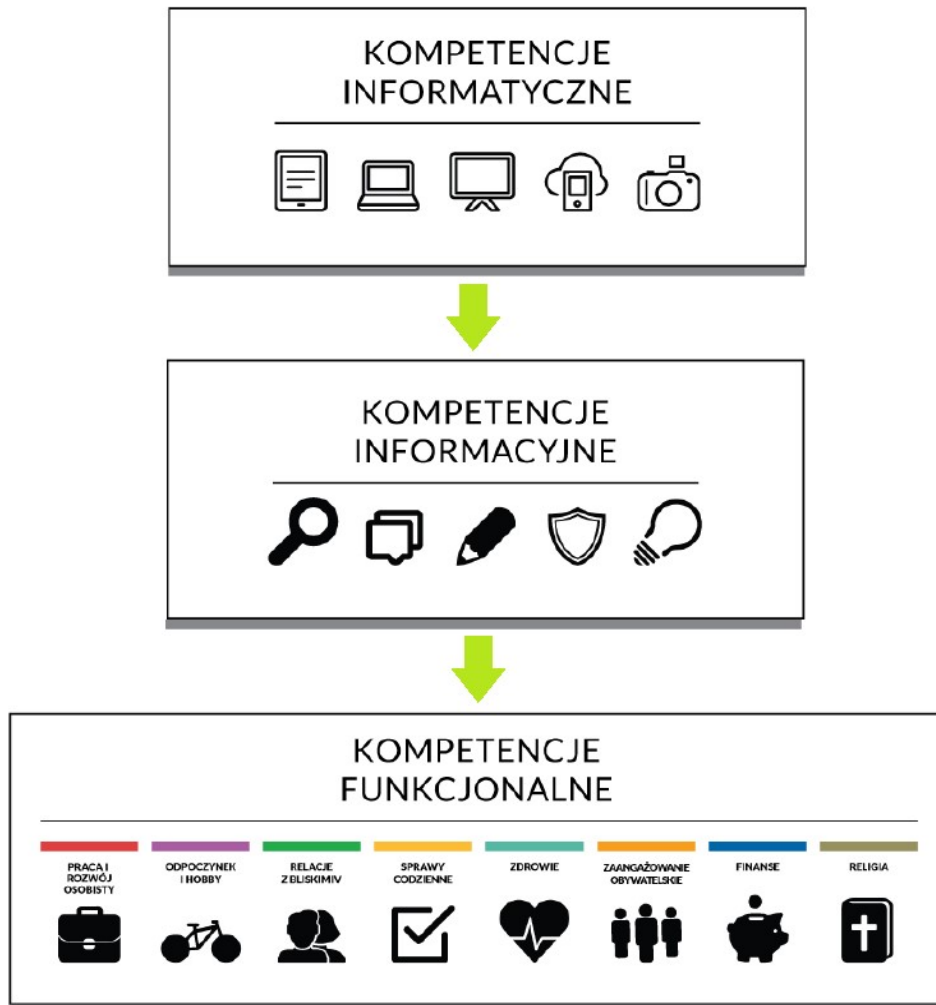 KOMPETENCJE
INFORMATYCZNE
KOMPETENCJE
INFORMACYJNE
KOMPETENCJE
FUNKCJONALNE
PRACA I
ROZWÓJ
OSOBISTY
ODPOCZYNEK
I HOBBY
RELACJE
Z BLISKIMIV
SPRAWY
CODZIENNE
ZDROWIE
ZAANGAŻOWANIE
OBYWATELSKIE
FINANSE
RELIGIA